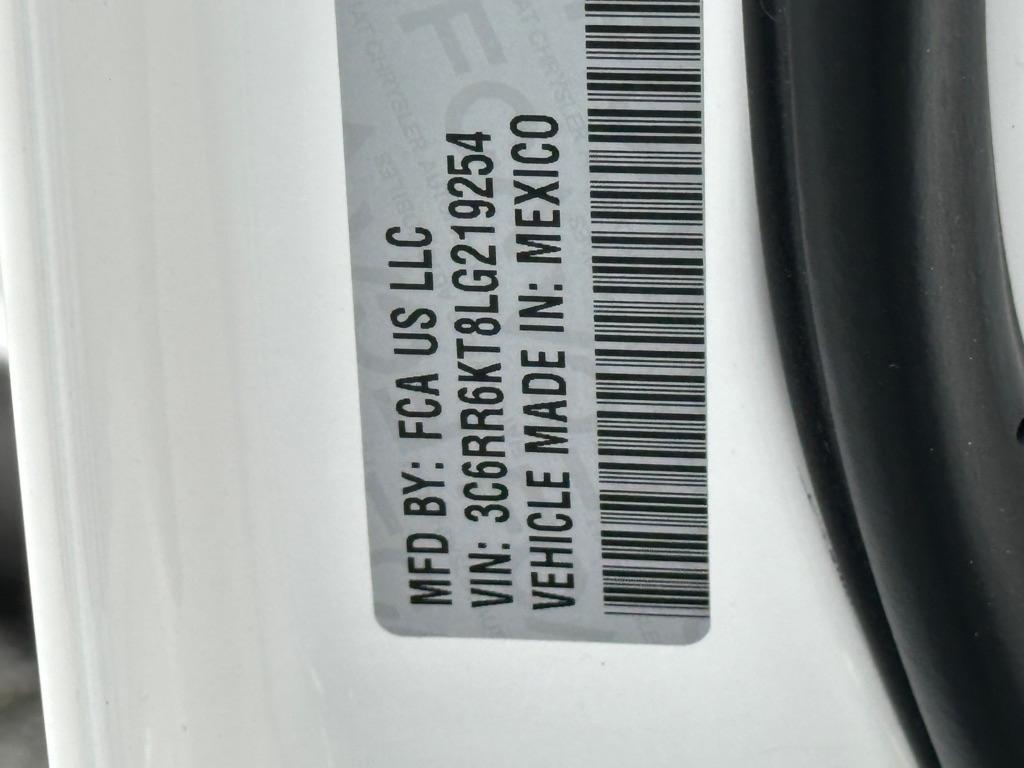 MFD BY: FCA US LLC
VIN: 3C6RR6KT8LG219254
VEHICLE MADE IN: MEXICO